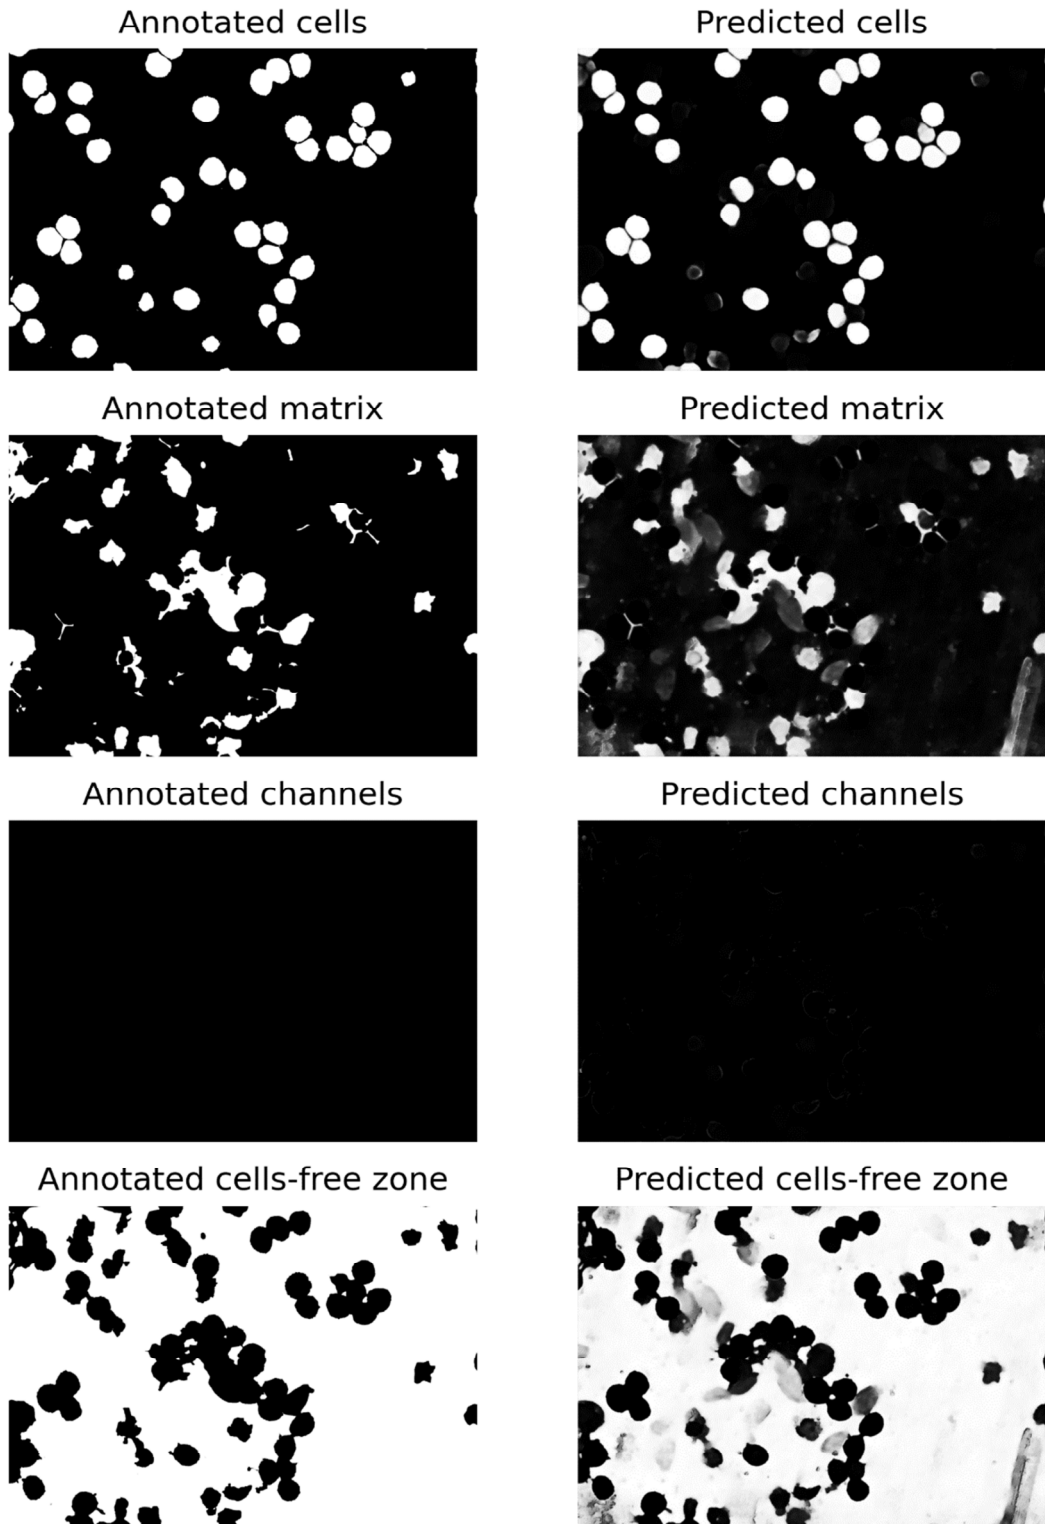 Annotated cells
Predicted cells
Annotated matrix
Predicted matrix
Annotated channels
Predicted channels
Annotated cells-free zone
Predicted cells-free zone